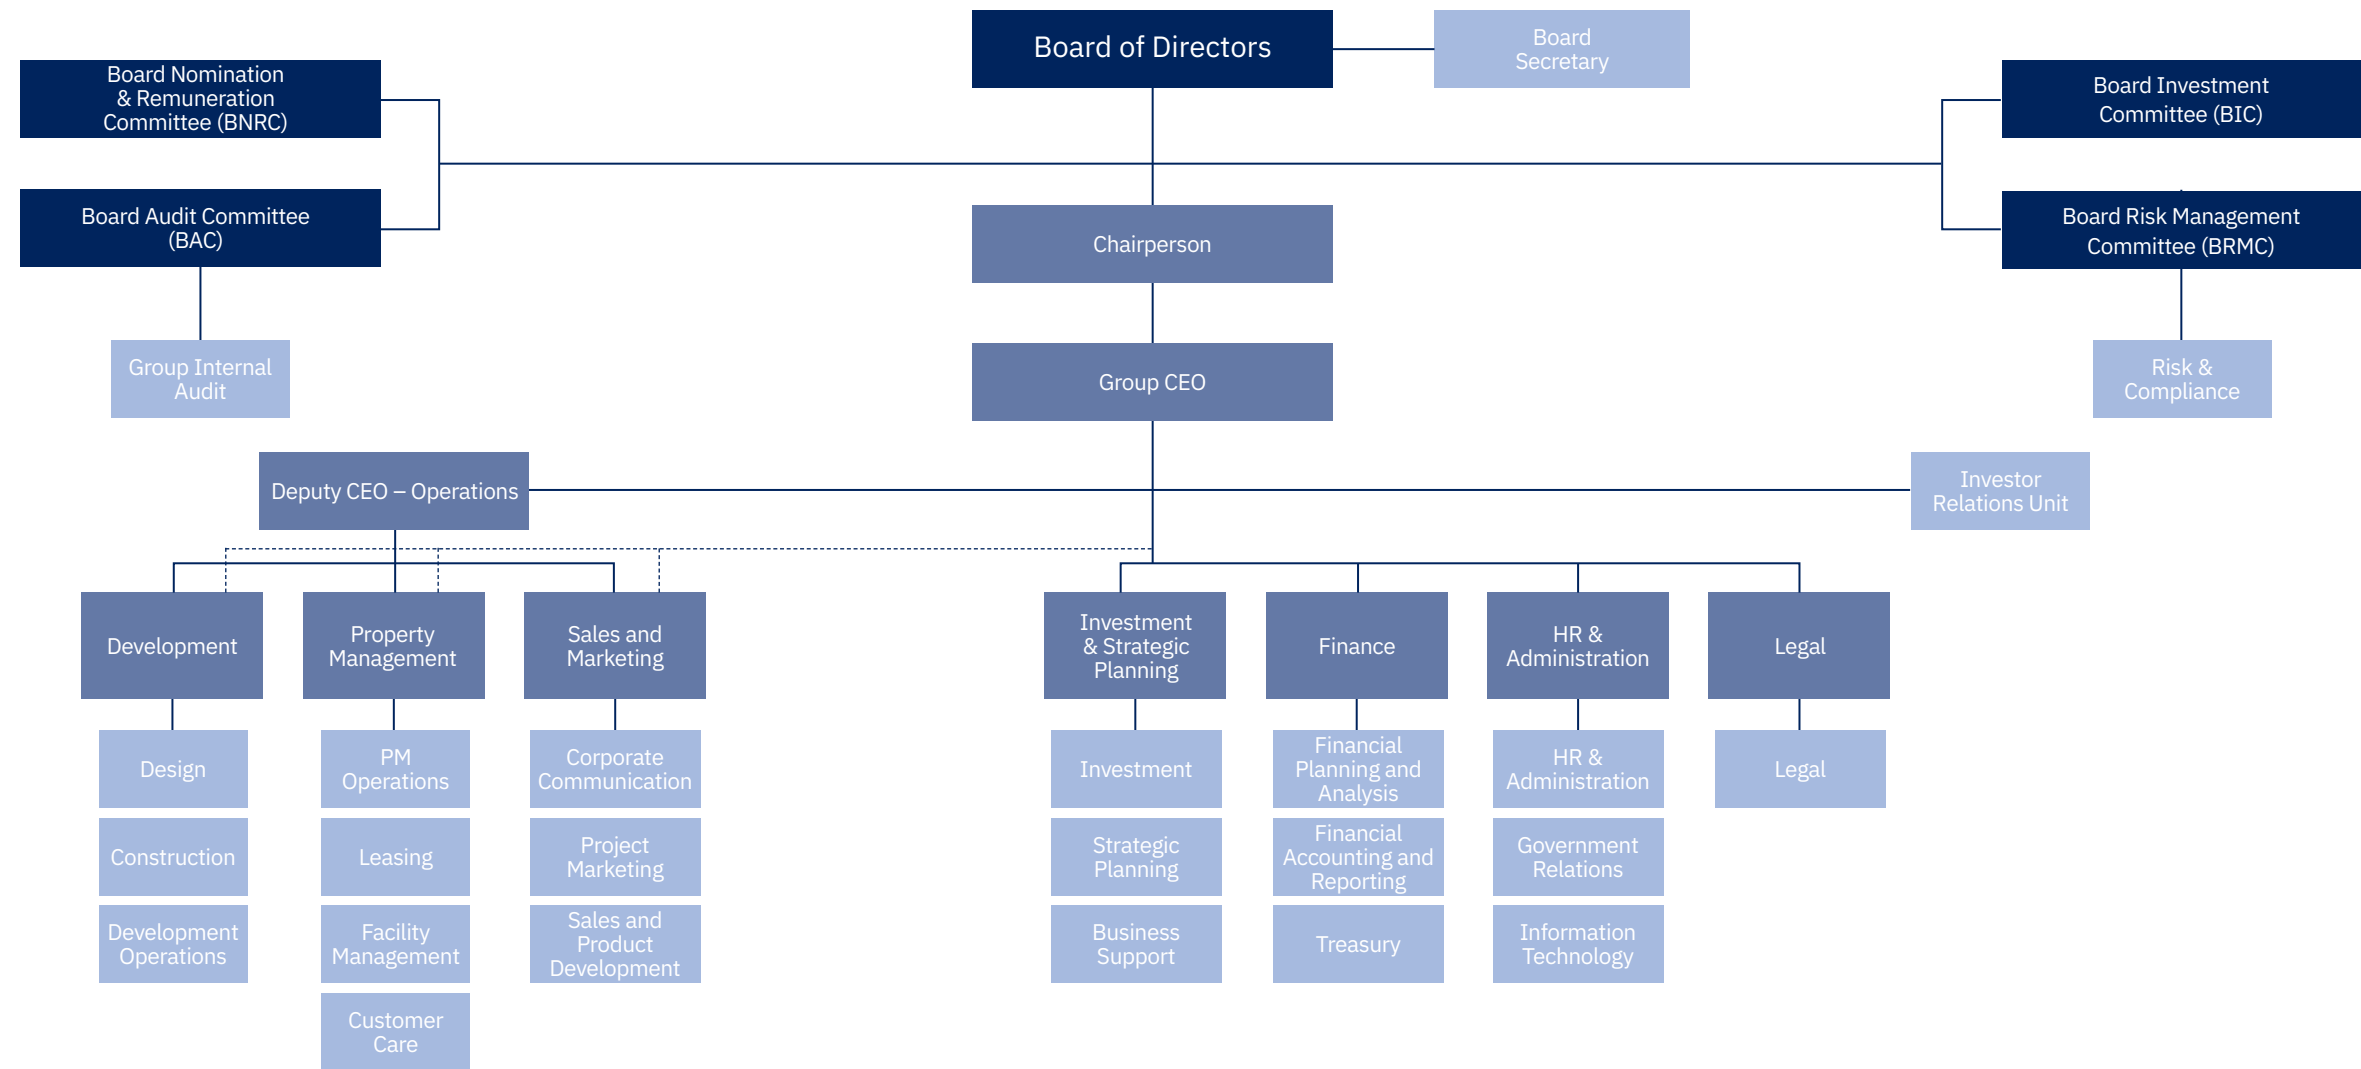 Board of Directors
Board
Secretary
Board Nomination
& Remuneration
Committee (BNRC)
Board Investment
Committee (BIC)
Board Audit Committee
(BAC)
Board Risk Management
Committee (BRMC)
Chairperson
Group Internal
Audit
Group CEO
Risk &
Compliance
Deputy CEO – Operations
Investor
Relations Unit
Development
Property
Management
Sales and
Marketing
Investment
& Strategic
Planning
Finance
HR &
Administration
Legal
Design
PM
Operations
Corporate
Communication
Investment
Financial
Planning and
Analysis
HR &
Administration
Legal
Construction
Leasing
Project
Marketing
Strategic
Planning
Financial
Accounting and
Reporting
Government
Relations
Development
Operations
Facility
Management
Sales and
Product
Development
Business
Support
Treasury
Information
Technology
Customer
Care